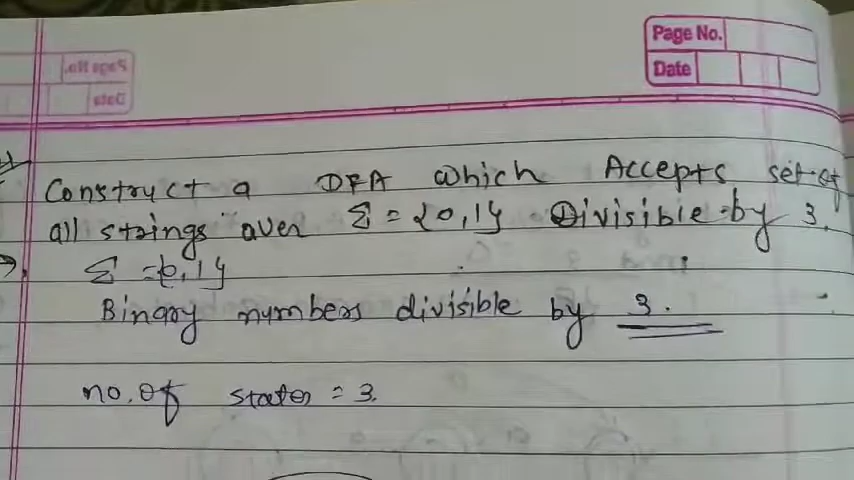 Page No.
Date
Construct a DFA which Accepts set of
all strings over Σ = {0,1} Divisible by 3.
Σ = {0,1}
Binary numbers divisible by 3.
no. of states = 3.